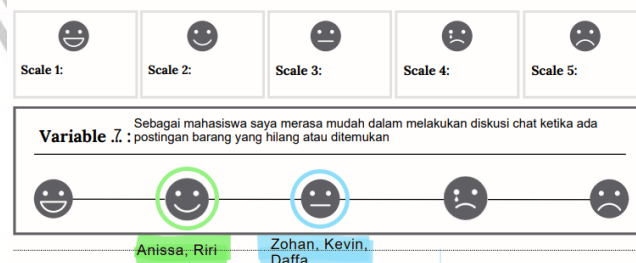 Scale 1:
Scale 2:
Scale 3:
Scale 4:
Scale 5:
Sebagai mahasiswa saya merasa mudah dalam melakukan diskusi chat ketika ada
Variable .7. : postingan barang yang hilang atau ditemukan
Anissa, Riri
Zohan, Kevin,
Daffa